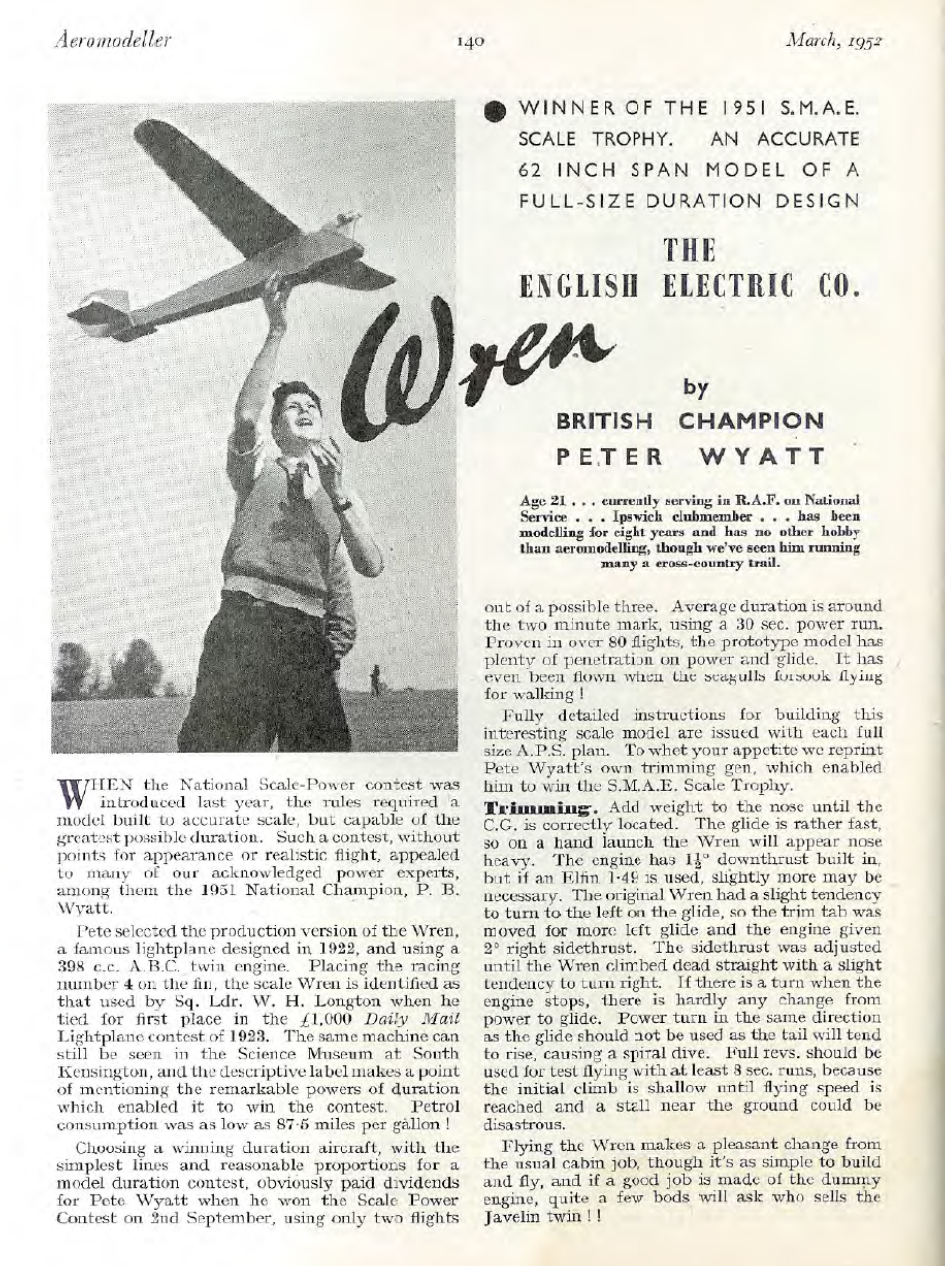 Aeromodeller
140
March, 1952
● WINNER OF THE 1951 S.M.A.E.
SCALE TROPHY. AN ACCURATE
62 INCH SPAN MODEL OF A
FULL-SIZE DURATION DESIGN
THE
ENGLISH ELECTRIC CO.
Wren
by
BRITISH CHAMPION
PETER WYATT
Age 21 . . . currently serving in R.A.F. on National
Service . . . Ipswich clubmember . . . has been
modelling for eight years and has no other hobby
than aeromodelling, though we've seen him running
many a cross-country trail.
WHEN the National Scale-Power contest was
introduced last year, the rules required a
model built to accurate scale, but capable of the
greatest possible duration. Such a contest, without
points for appearance or realistic flight, appealed
to many of our acknowledged power experts,
among them the 1951 National Champion, P. B.
Wyatt.
Pete selected the production version of the Wren,
a famous lightplane designed in 1922, and using a
398 c.c. A.B.C. twin engine. Placing the racing
number 4 on the fin, the scale Wren is identified as
that used by Sq. Ldr. W. H. Longton when he
tied for first place in the £1,000 Daily Mail
Lightplane contest of 1923. The same machine can
still be seen in the Science Museum at South
Kensington, and the descriptive label makes a point
of mentioning the remarkable powers of duration
which enabled it to win the contest. Petrol
consumption was as low as 87·5 miles per gallon !
Choosing a winning duration aircraft, with the
simplest lines and reasonable proportions for a
model duration contest, obviously paid dividends
for Pete Wyatt when he won the Scale Power
Contest on 2nd September, using only two flights
out of a possible three. Average duration is around
the two minute mark, using a 30 sec. power run.
Proven in over 80 flights, the prototype model has
plenty of penetration on power and glide. It has
even been flown when the seagulls forsook flying
for walking !
Fully detailed instructions for building this
interesting scale model are issued with each full
size A.P.S. plan. To whet your appetite we reprint
Pete Wyatt's own trimming gen, which enabled
him to win the S.M.A.E. Scale Trophy.
Trimming. Add weight to the nose until the
C.G. is correctly located. The glide is rather fast,
so on a hand launch the Wren will appear nose
heavy. The engine has 1½° downthrust built in,
but if an Elfin 1·49 is used, slightly more may be
necessary. The original Wren had a slight tendency
to turn to the left on the glide, so the trim tab was
moved for more left glide and the engine given
2° right sidethrust. The sidethrust was adjusted
until the Wren climbed dead straight with a slight
tendency to turn right. If there is a turn when the
engine stops, there is hardly any change from
power to glide. Power turn in the same direction
as the glide should not be used as the tail will tend
to rise, causing a spiral dive. Full revs. should be
used for test flying with at least 8 sec. runs, because
the initial climb is shallow until flying speed is
reached and a stall near the ground could be
disastrous.
Flying the Wren makes a pleasant change from
the usual cabin job, though it's as simple to build
and fly, and if a good job is made of the dummy
engine, quite a few bods will ask who sells the
Javelin twin ! !